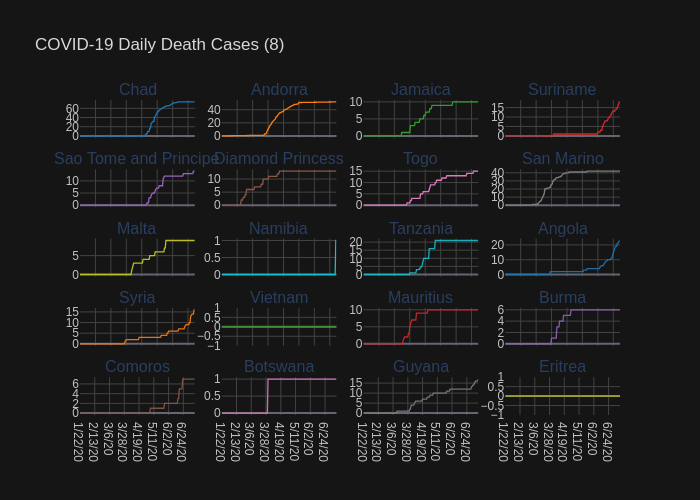 COVID-19 Daily Death Cases (8)
Chad Andorra Jamaica Suriname
60 40 20 0
40 20 0
10 5 0
15 10 5 0
Sao Tome and Principe Diamond Princess Togo San Marino
10 5 0
10 5 0
15 10 5 0
40 30 20 10 0
Malta Namibia Tanzania Angola
5 0
1 0.5 0
20 15 10 5 0
20 10 0
Syria Vietnam Mauritius Burma
15 10 5 0
1 0.5 0 −0.5 −1
10 5 0
6 4 2 0
Comoros Botswana Guyana Eritrea
6 4 2 0
1 0.5 0
15 10 5 0
1 0.5 0 −0.5 −1
1/22/20 2/13/20 3/6/20 3/28/20 4/19/20 5/11/20 6/2/20 6/24/20
1/22/20 2/13/20 3/6/20 3/28/20 4/19/20 5/11/20 6/2/20 6/24/20
1/22/20 2/13/20 3/6/20 3/28/20 4/19/20 5/11/20 6/2/20 6/24/20
1/22/20 2/13/20 3/6/20 3/28/20 4/19/20 5/11/20 6/2/20 6/24/20